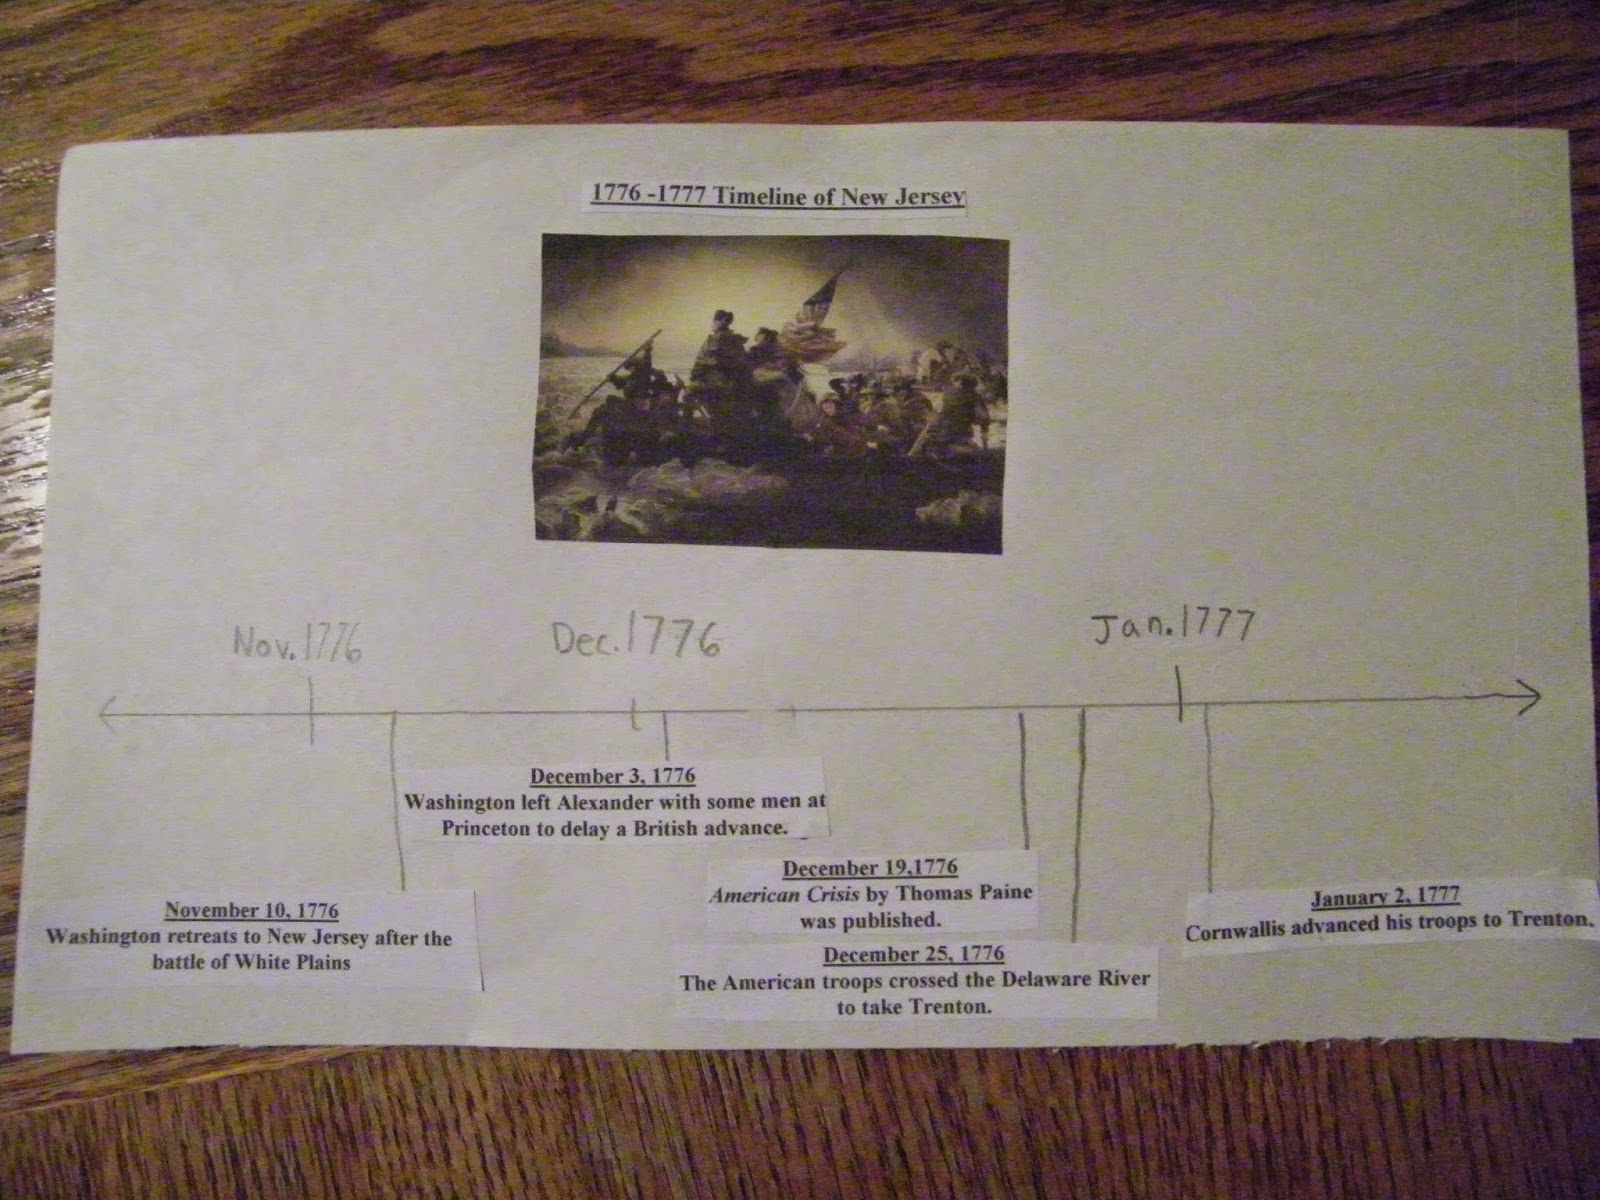 1776 -1777 Timeline of New Jersey
Nov. 1776
Dec. 1776
Jan. 1777
December 3, 1776
Washington left Alexander with some men at
Princeton to delay a British advance.
December 19,1776
American Crisis by Thomas Paine
was published.
November 10, 1776
Washington retreats to New Jersey after the
battle of White Plains
December 25, 1776
The American troops crossed the Delaware River
to take Trenton.
January 2, 1777
Cornwallis advanced his troops to Trenton.